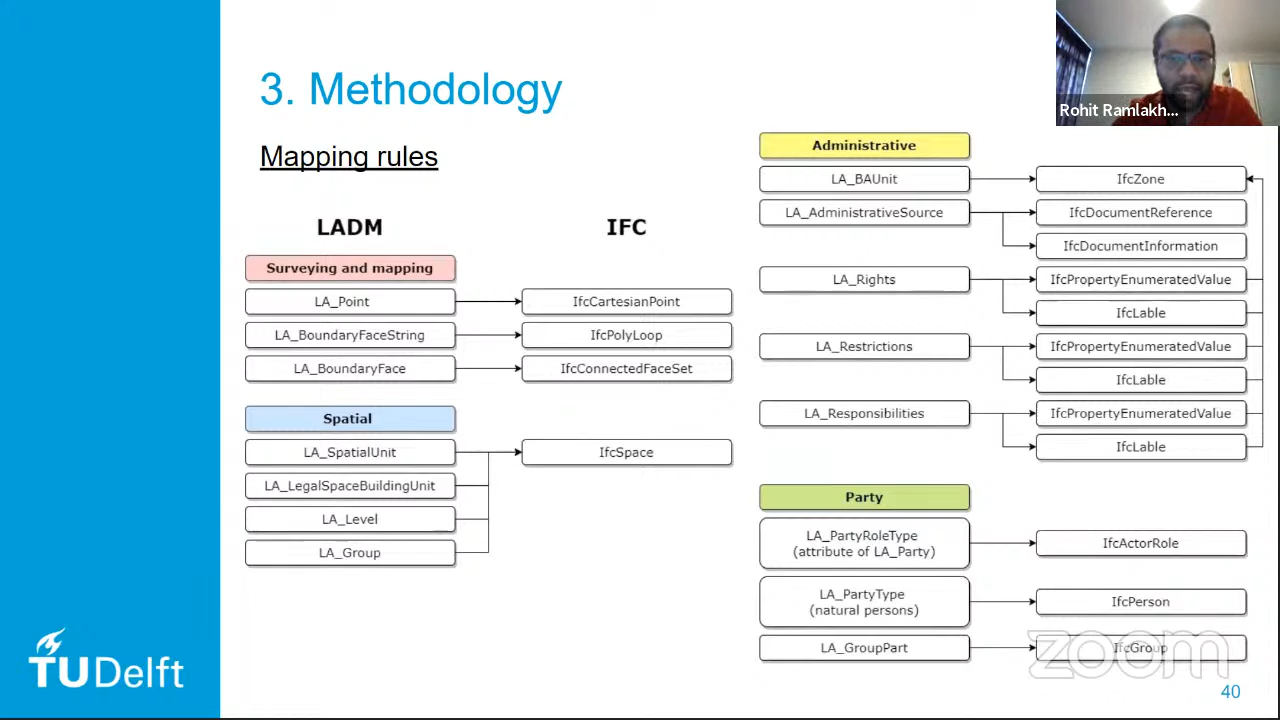 3. Methodology
Rohit Ramlakh...
Mapping rules
LADM
IFC
Surveying and mapping
LA_Point
IfcCartesianPoint
LA_BoundaryFaceString
IfcPolyLoop
LA_BoundaryFace
IfcConnectedFaceSet
Spatial
LA_SpatialUnit
IfcSpace
LA_LegalSpaceBuildingUnit
LA_Level
LA_Group
Administrative
LA_BAUnit
IfcZone
LA_AdministrativeSource
IfcDocumentReference
IfcDocumentInformation
LA_Rights
IfcPropertyEnumeratedValue
IfcLable
LA_Restrictions
IfcPropertyEnumeratedValue
IfcLable
LA_Responsibilities
IfcPropertyEnumeratedValue
IfcLable
Party
LA_PartyRoleType
(attribute of LA_Party)
IfcActorRole
LA_PartyType
(natural persons)
IfcPerson
LA_GroupPart
IfcGroup
zoom
TUDelft
40